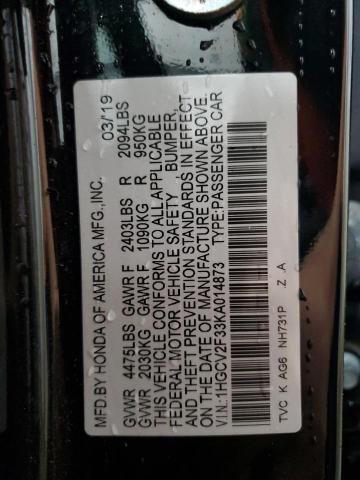 MFD.BY HONDA OF AMERICA MFG.,INC. 03/19
GVWR 4475LBS GAWR F 2403LBS R 2094LBS
GVWR 2030KG GAWR F 1090KG R 950KG
THIS VEHICLE CONFORMS TO ALL APPLICABLE
FEDERAL MOTOR VEHICLE SAFETY , BUMPER,
AND THEFT PREVENTION STANDARDS IN EFFECT
ON THE DATE OF MANUFACTURE SHOWN ABOVE.
V.I.N.:1HGCV2F33KA014873 TYPE:PASSENGER CAR
TVC K AG6 NH731P .Z .A